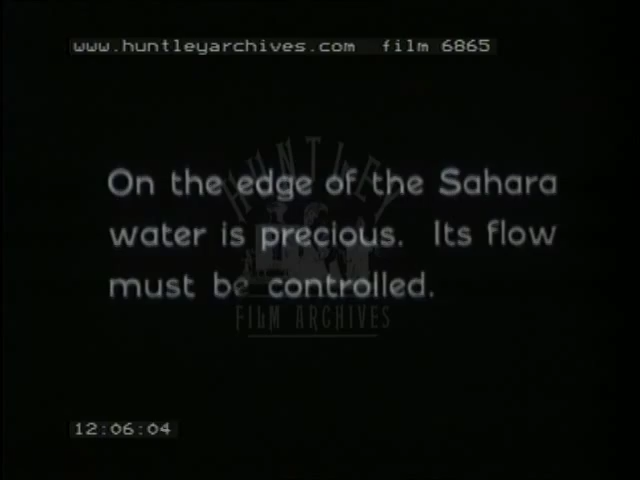 www.huntleyarchives.com film 6865
HUNTLEY
On the edge of the Sahara
water is precious. Its flow
must be controlled.
FILM ARCHIVES
12:06:04